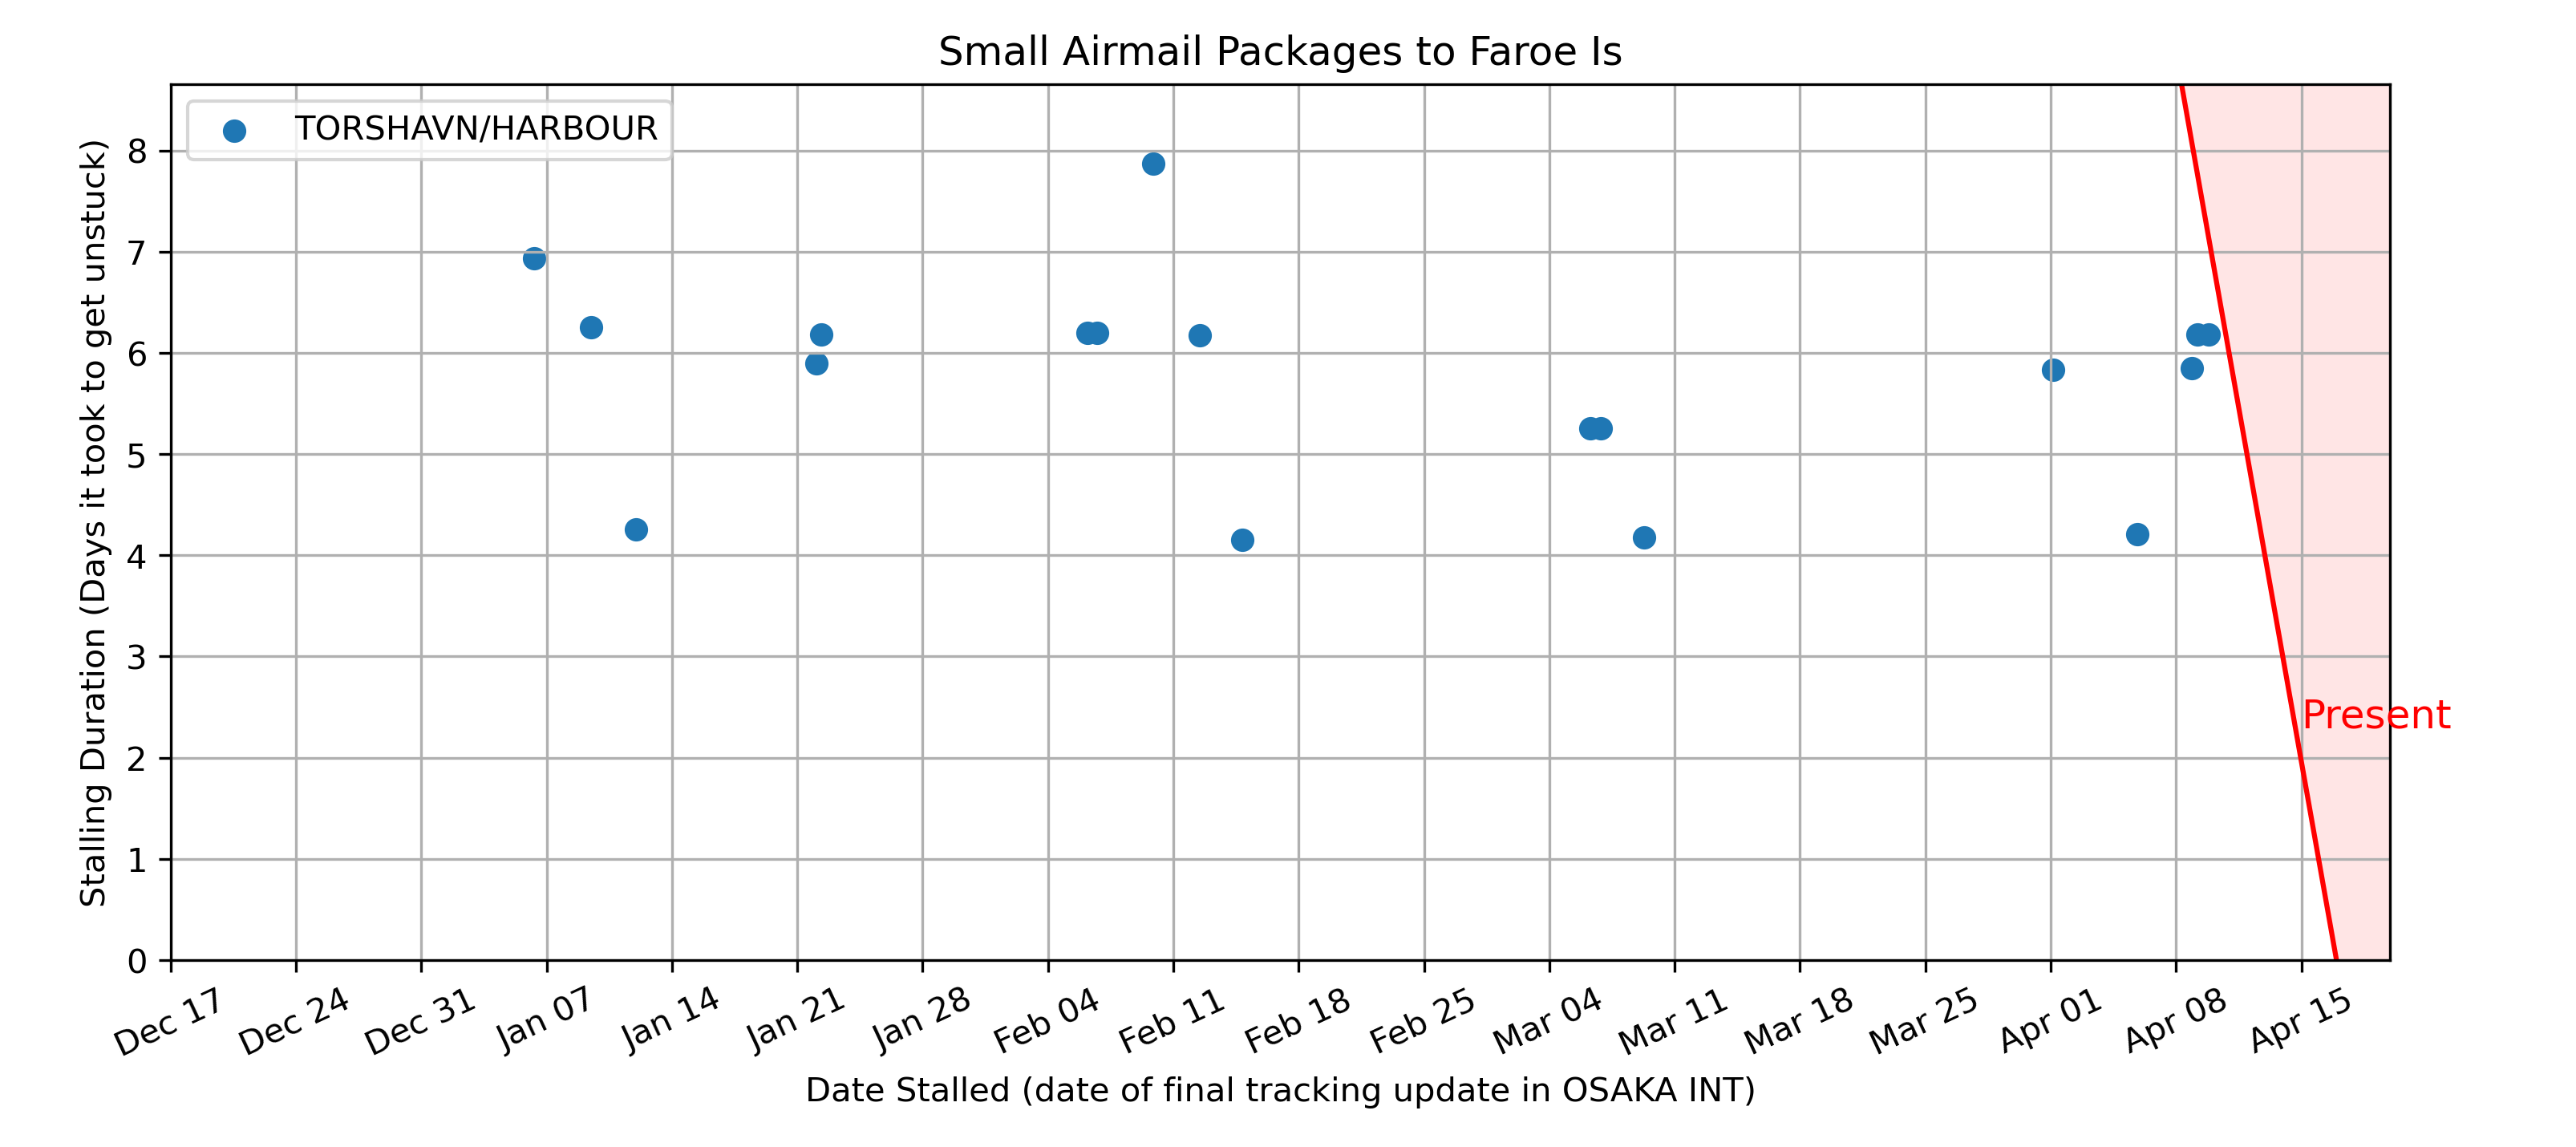 Small Airmail Packages to Faroe Is
TORSHAVN/HARBOUR
Stalling Duration (Days it took to get unstuck)
8
7
6
5
4
3
2
1
0
Present
Dec 17
Dec 24
Dec 31
Jan 07
Jan 14
Jan 21
Jan 28
Feb 04
Feb 11
Feb 18
Feb 25
Mar 04
Mar 11
Mar 18
Mar 25
Apr 01
Apr 08
Apr 15
Date Stalled (date of final tracking update in OSAKA INT)